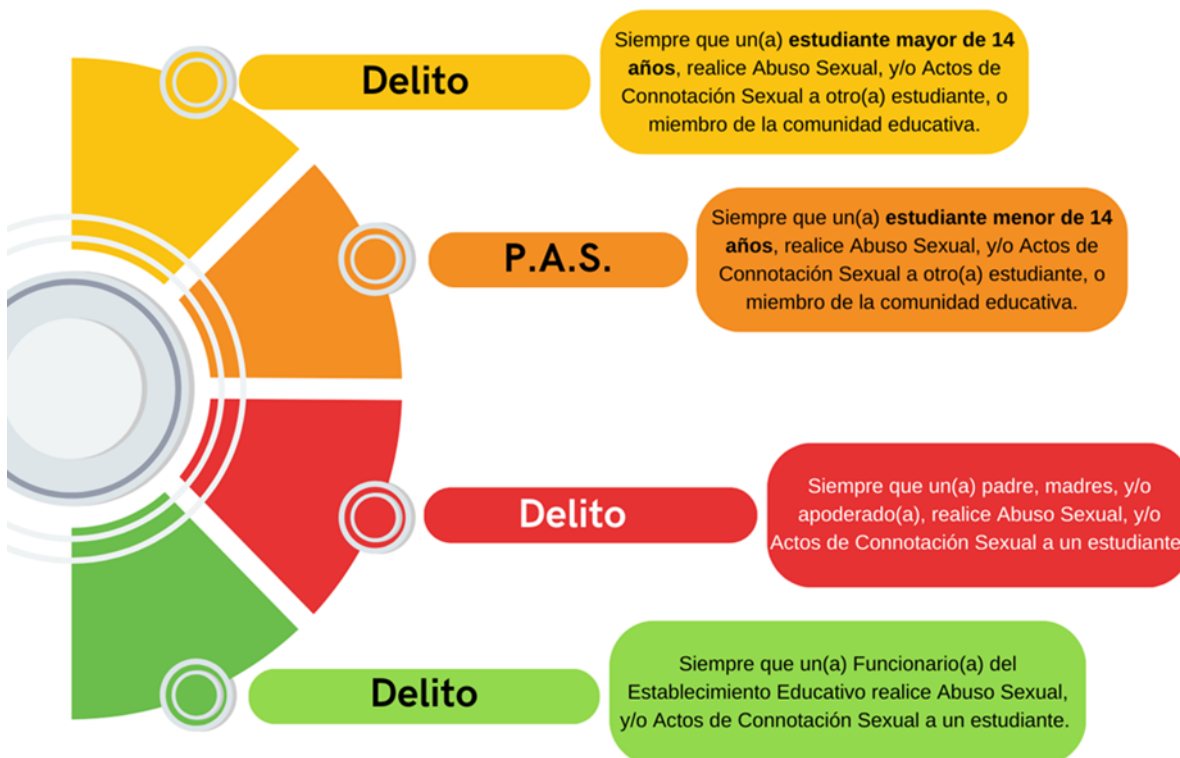 Delito
Siempre que un(a) estudiante mayor de 14
años, realice Abuso Sexual, y/o Actos de
Connotación Sexual a otro(a) estudiante, o
miembro de la comunidad educativa.
P.A.S.
Siempre que un(a) estudiante menor de 14
años, realice Abuso Sexual, y/o Actos de
Connotación Sexual a otro(a) estudiante, o
miembro de la comunidad educativa.
Delito
Siempre que un(a) padre, madres, y/o
apoderado(a), realice Abuso Sexual, y/o
Actos de Connotación Sexual a un estudiante
Delito
Siempre que un(a) Funcionario(a) del
Establecimiento Educativo realice Abuso Sexual,
y/o Actos de Connotación Sexual a un estudiante.